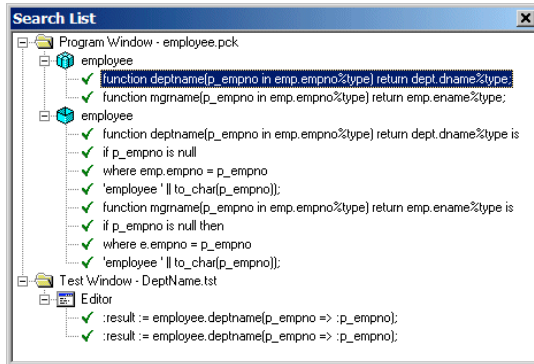 Search List
Program Window - employee.pck
employee
function deptname(p_empno in emp.empno%type) return dept.dname%type;
function mgrname(p_empno in emp.empno%type) return emp.ename%type;
employee
function deptname(p_empno in emp.empno%type) return dept.dname%type is
if p_empno is null
where emp.empno = p_empno
'employee ' || to_char(p_empno));
function mgrname(p_empno in emp.empno%type) return emp.ename%type is
if p_empno is null then
where e.empno = p_empno
'employee ' || to_char(p_empno));
Test Window - DeptName.tst
Editor
:result := employee.deptname(p_empno => :p_empno);
:result := employee.deptname(p_empno => :p_empno);